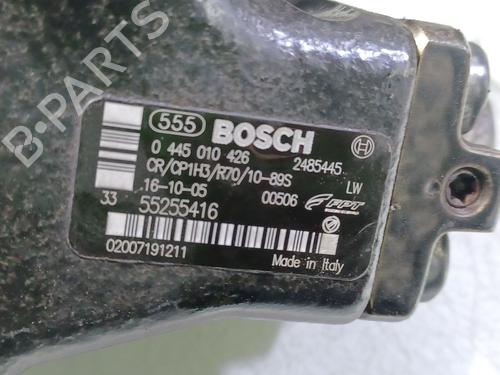 B-PARTS
555 BOSCH
0 445 010 426 2485445
CR/CP1H3/R70/10-89S LW
16-10-05 00506 FPT
33 55255416
02007191211 Made in Italy